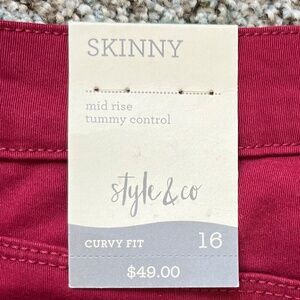 SKINNY
mid rise
tummy control
style & co
CURVY FIT 16
$49.00